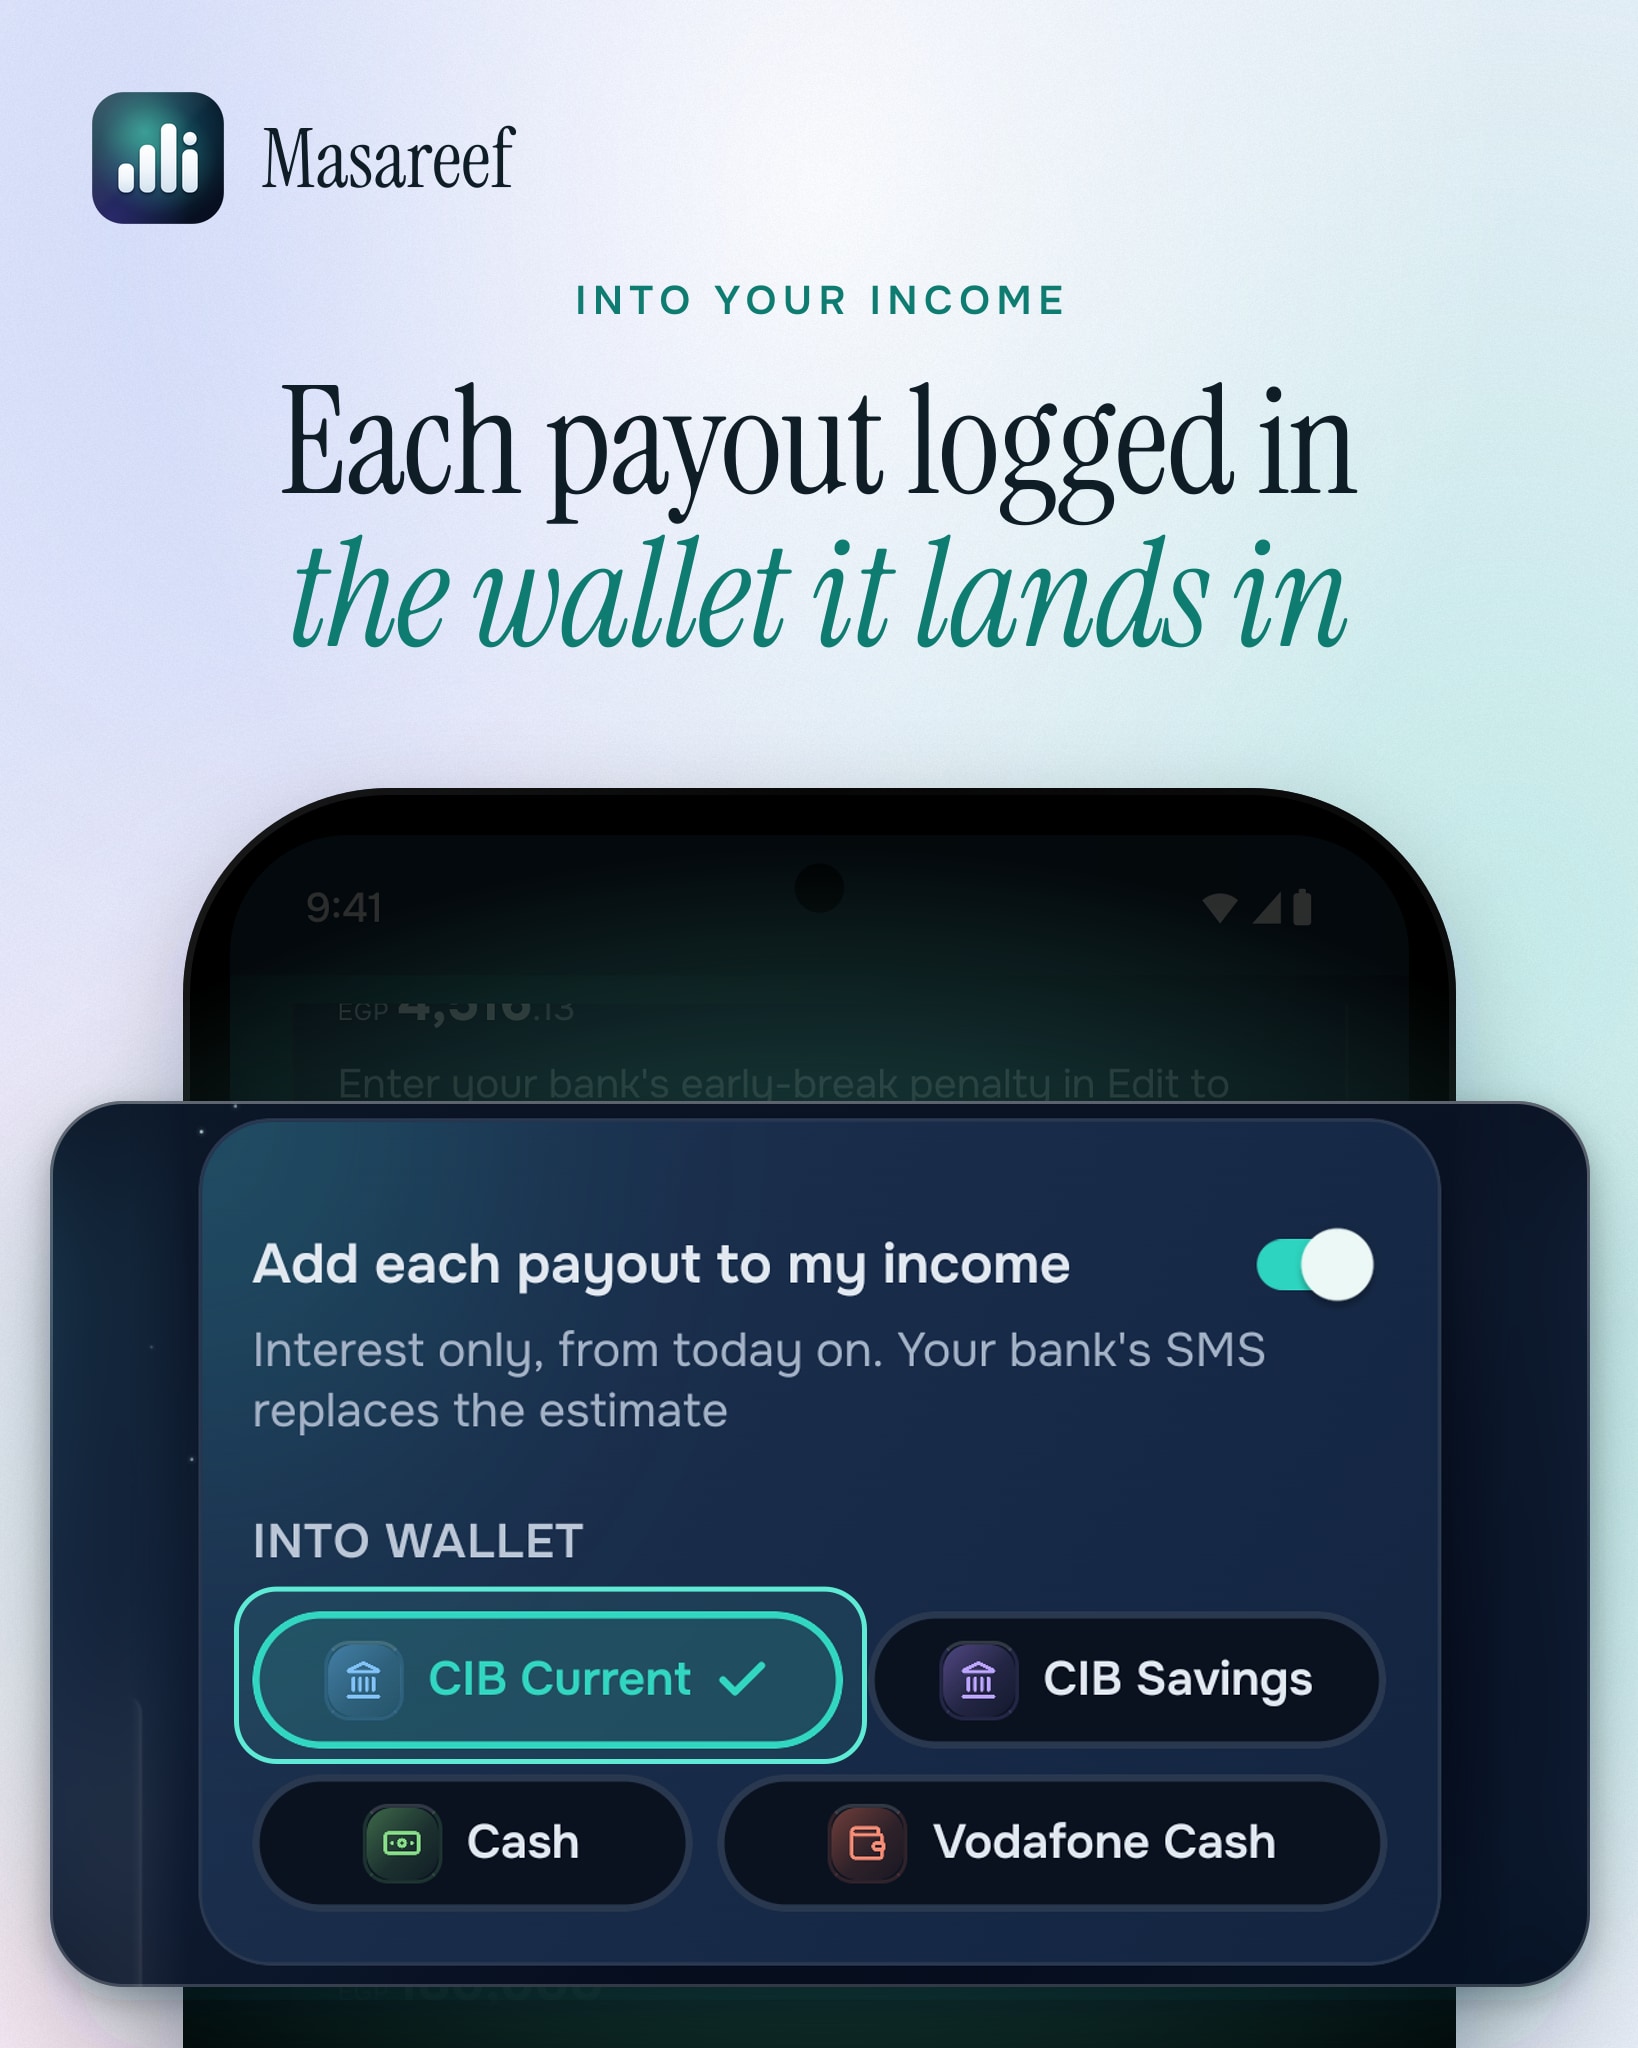 Masareef
INTO YOUR INCOME
Each payout logged in
the wallet it lands in
9:41
EGP .13
Enter your bank's early-break penalty in Edit to
Add each payout to my income
Interest only, from today on. Your bank's SMS
replaces the estimate
INTO WALLET
CIB Current
CIB Savings
Cash
Vodafone Cash